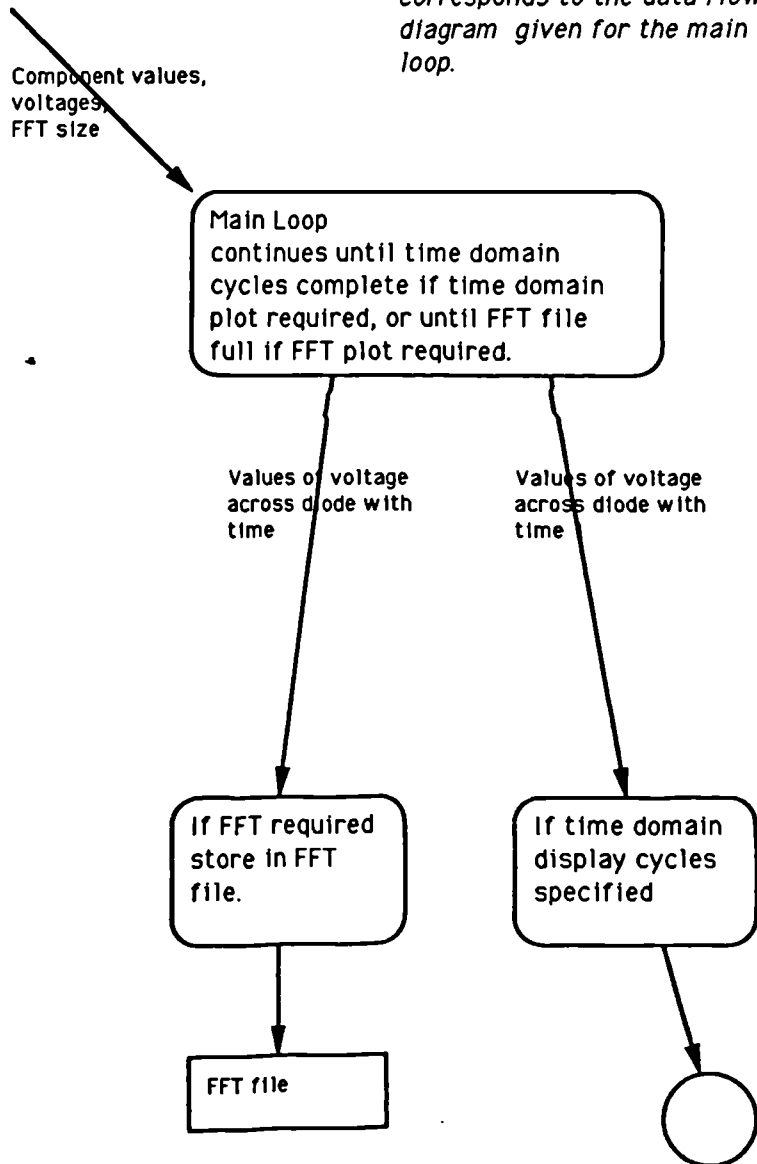 corresponds to the data flow
diagram given for the main
loop.
Component values,
voltages,
FFT size
Main Loop
continues until time domain
cycles complete if time domain
plot required, or until FFT file
full if FFT plot required.
Values of voltage
across diode with
time
Values of voltage
across diode with
time
If FFT required
store in FFT
file.
If time domain
display cycles
specified
FFT file